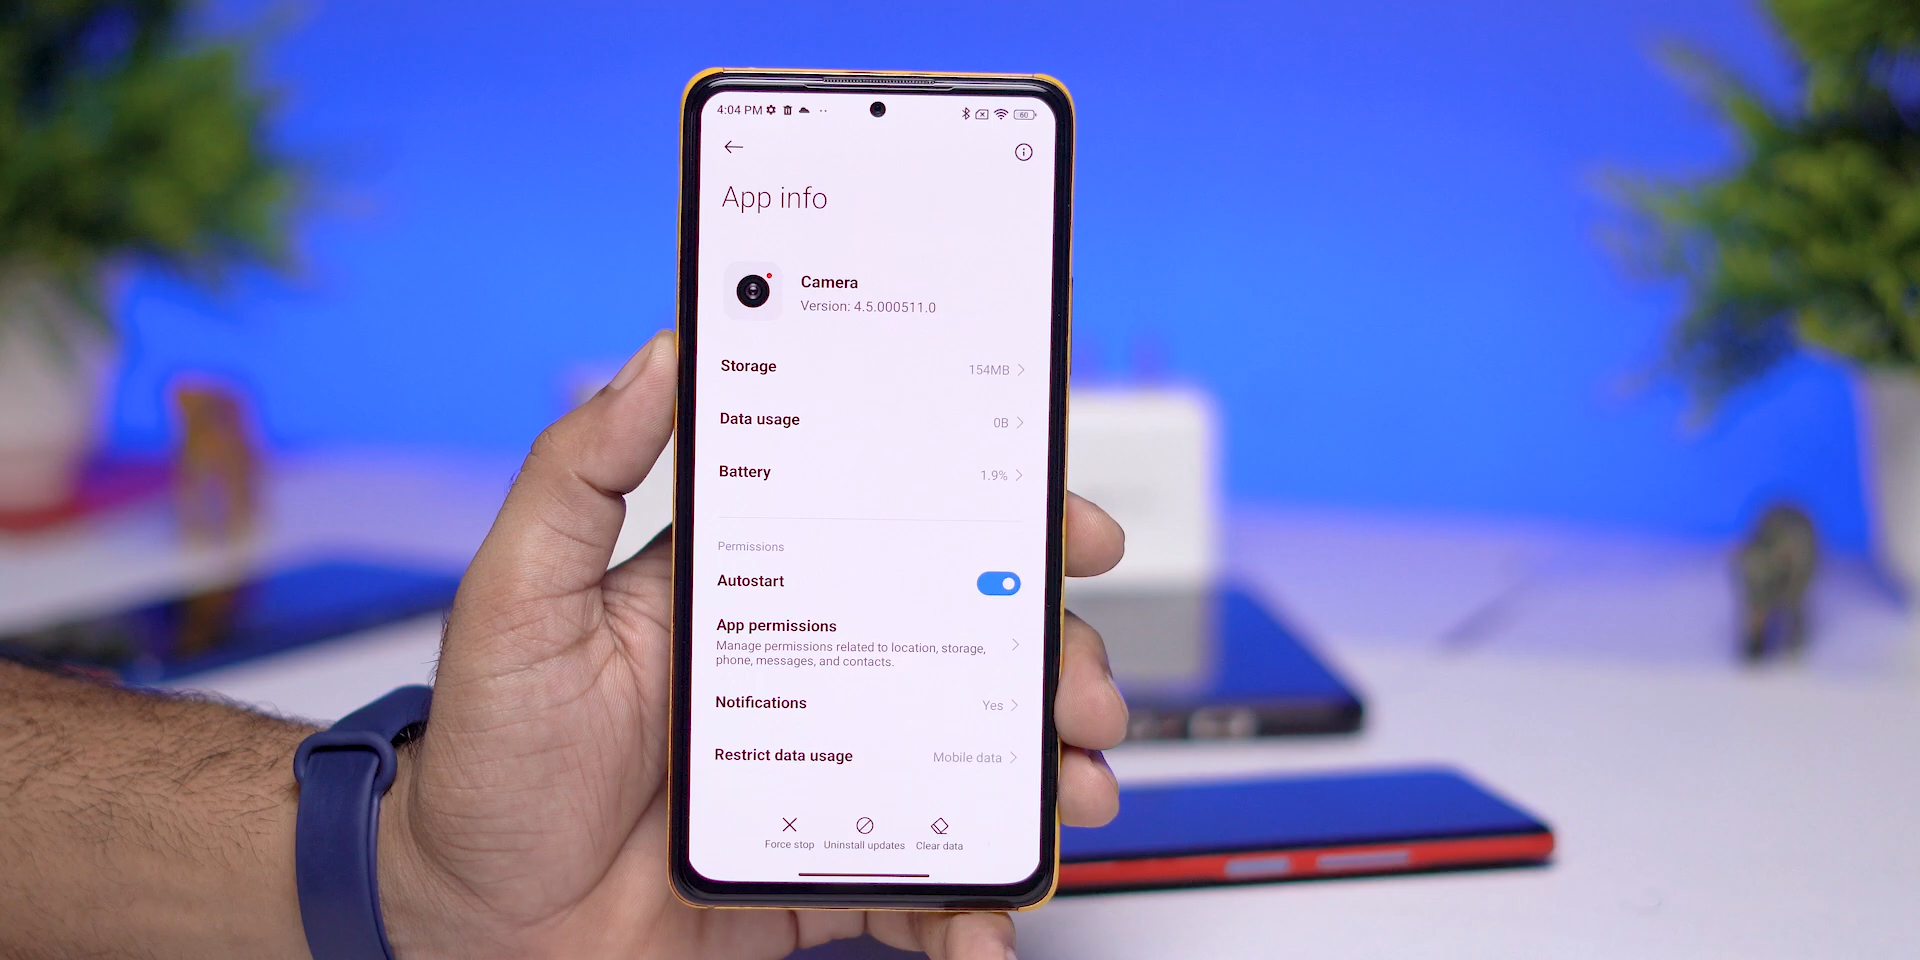 4:04 PM
60
App info
Camera
Version: 4.5.000511.0
Storage 154MB
Data usage 0B
Battery 1.9%
Permissions
Autostart
App permissions
Manage permissions related to location, storage,
phone, messages, and contacts.
Notifications Yes
Restrict data usage Mobile data
Force stop Uninstall updates Clear data